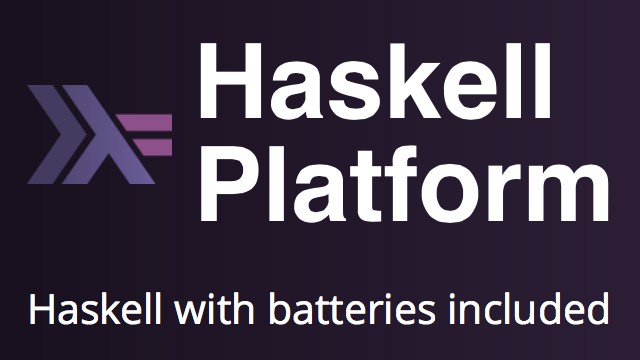 Haskell
Platform
Haskell with batteries included